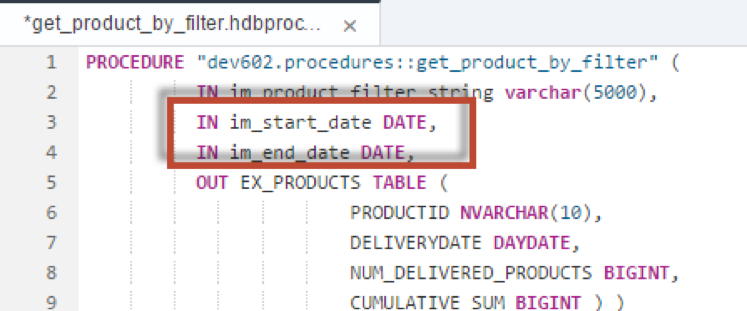 *get_product_by_filter.hdbproc... ×
1 PROCEDURE "dev602.procedures::get_product_by_filter" (
2 IN im_product_filter_string varchar(5000),
3 IN im_start_date DATE,
4 IN im_end_date DATE,
5 OUT EX_PRODUCTS TABLE (
6 PRODUCTID NVARCHAR(10),
7 DELIVERYDATE DAYDATE,
8 NUM_DELIVERED_PRODUCTS BIGINT,
9 CUMULATIVE_SUM BIGINT ) )